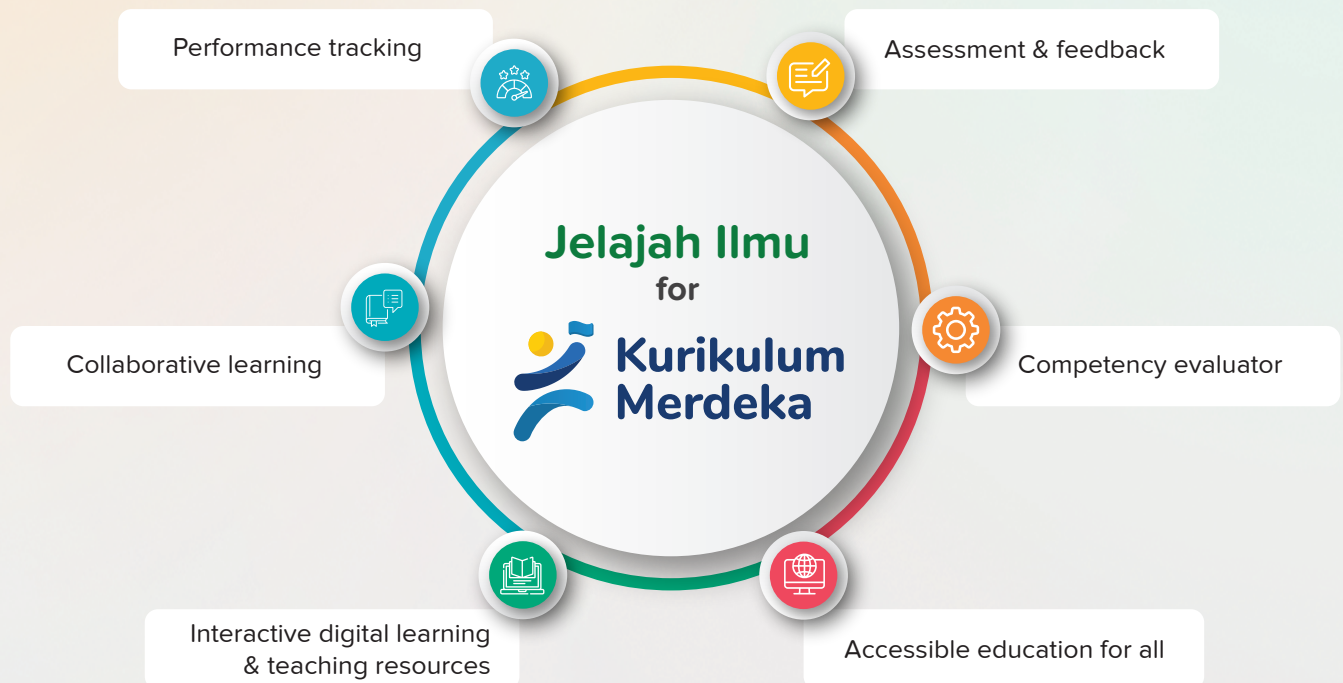 Performance tracking
Assessment & feedback
Jelajah Ilmu
for
Kurikulum
Merdeka
Collaborative learning
Competency evaluator
Interactive digital learning
& teaching resources
Accessible education for all